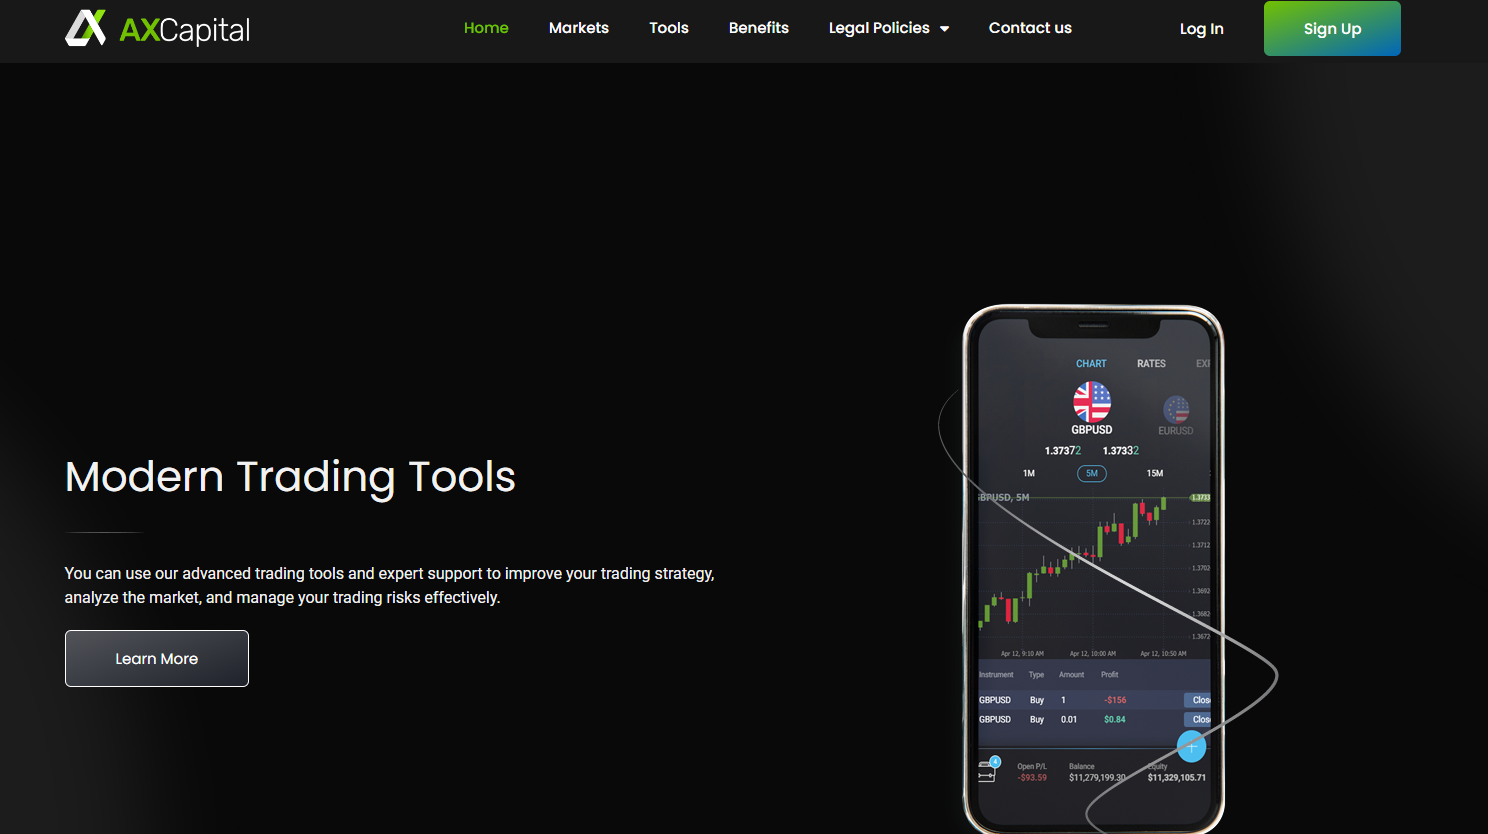 AXCapital
Home Markets Tools Benefits Legal Policies Contact us Log In Sign Up
Modern Trading Tools
You can use our advanced trading tools and expert support to improve your trading strategy,
analyze the market, and manage your trading risks effectively.
Learn More
CHART RATES
GBPUSD EURUSD
1.37372 1.37332
1M 5M 15M
GBPUSD, 5M
1.3722
1.3712
1.3702
1.3692
1.3682
1.3672
Apr 12, 9:10 AM Apr 12, 10:00 AM Apr 12, 10:50 AM
Instrument Type Amount Profit
GBPUSD Buy 1 -$156
GBPUSD Buy 0.01 $0.84
4
Open P/L Balance Equity
-$93.59 $11,279,199.30 $11,329,105.71